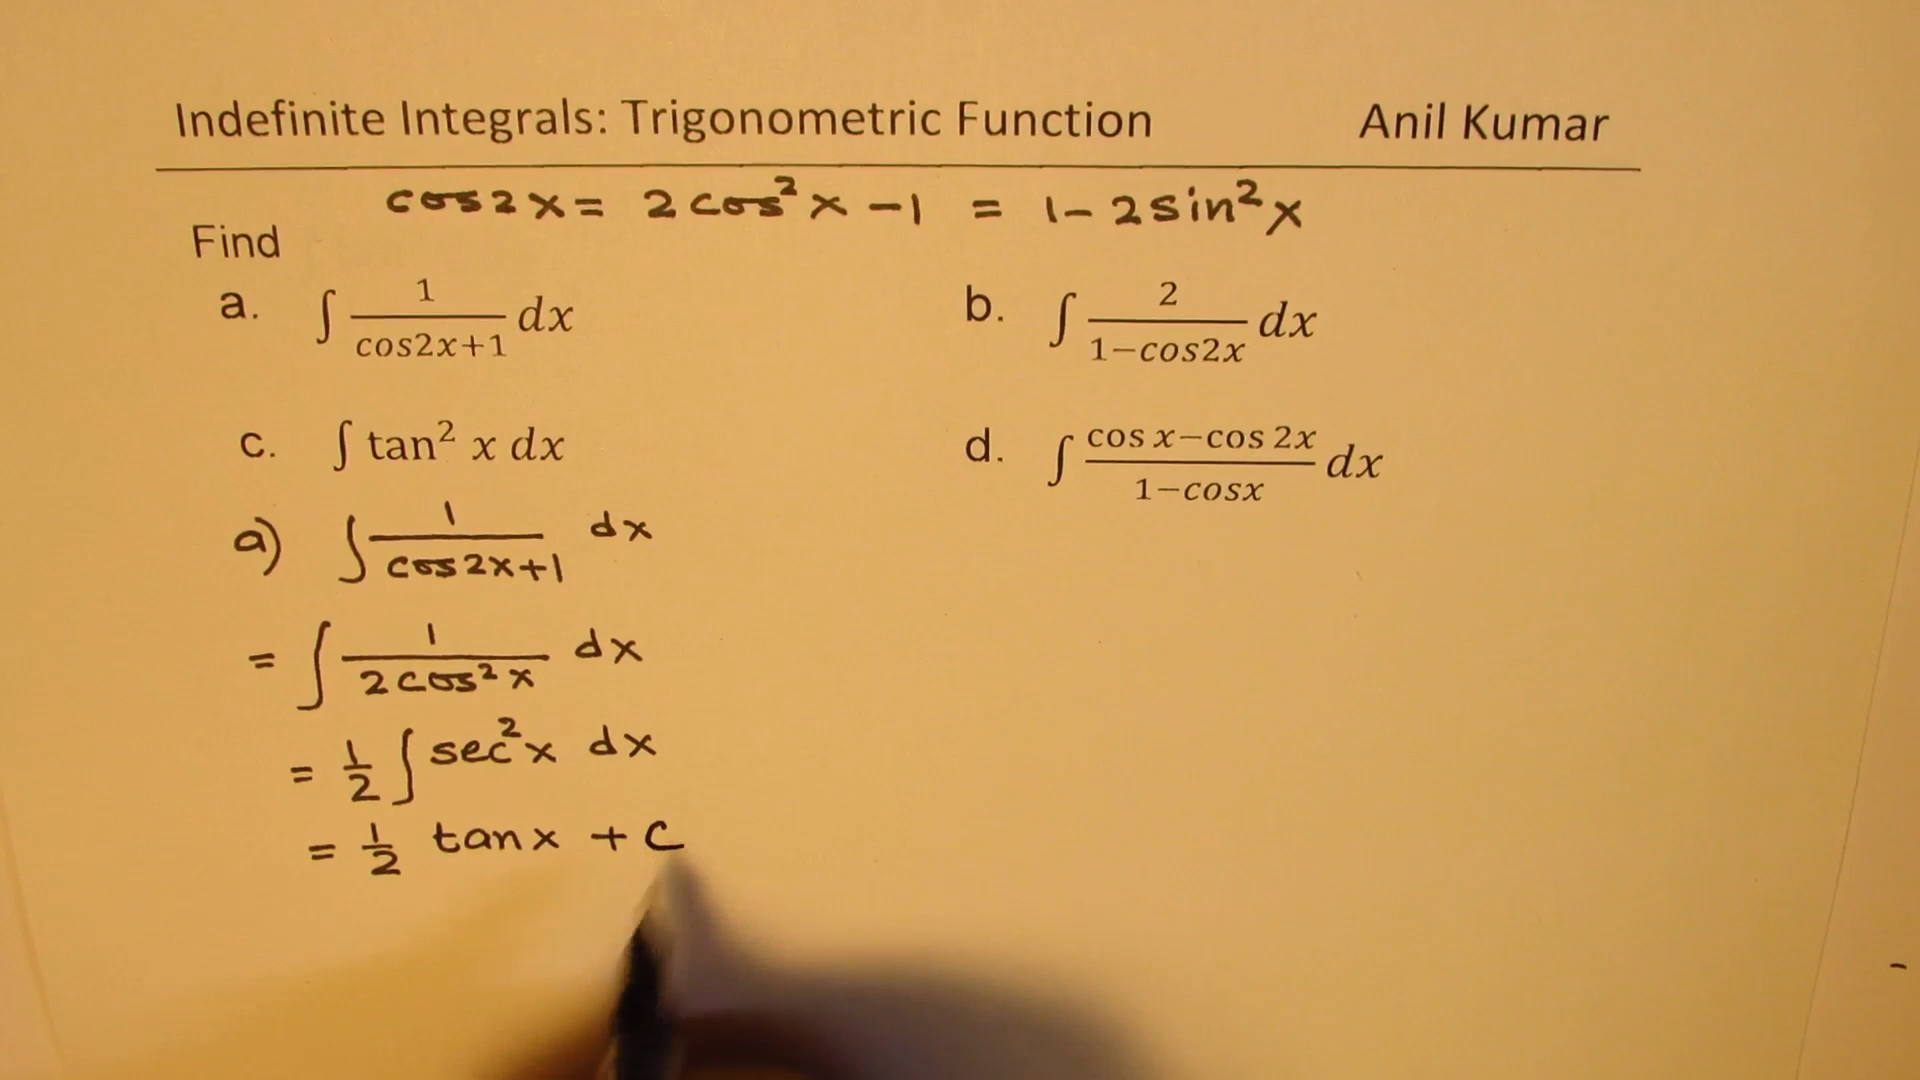 Indefinite Integrals: Trigonometric Function Anil Kumar
cos2x = 2cos²x - 1 = 1 - 2sin²x
Find
a. ∫ 1/(cos2x+1) dx b. ∫ 2/(1−cos2x) dx
c. ∫ tan² x dx d. ∫ (cos x−cos 2x)/(1−cosx) dx
a) ∫ 1/(cos2x+1) dx
= ∫ 1/(2cos²x) dx
= 1/2 ∫ sec²x dx
= 1/2 tanx + C